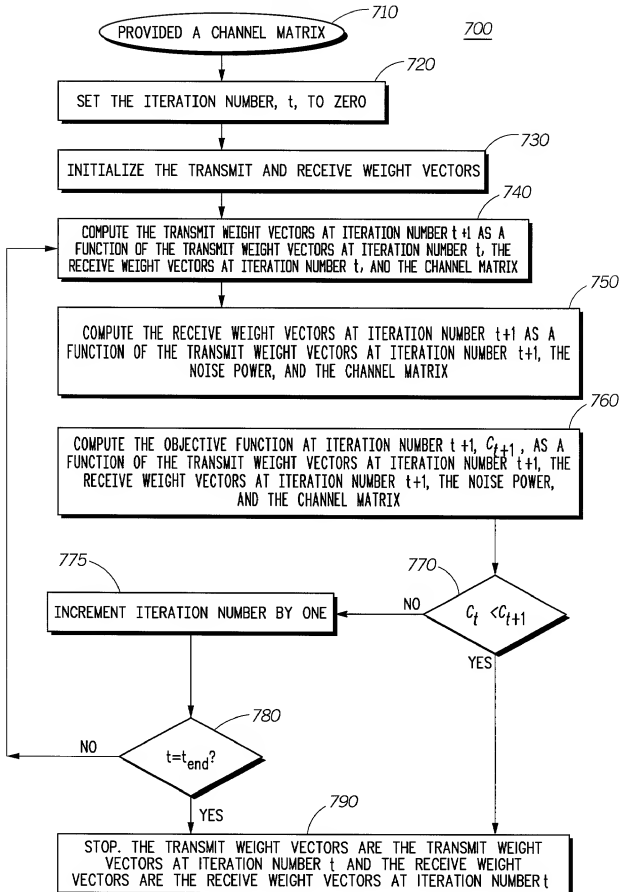 710
PROVIDED A CHANNEL MATRIX
700
720
SET THE ITERATION NUMBER, t, TO ZERO
730
INITIALIZE THE TRANSMIT AND RECEIVE WEIGHT VECTORS
740
COMPUTE THE TRANSMIT WEIGHT VECTORS AT ITERATION NUMBER t+1 AS A
FUNCTION OF THE TRANSMIT WEIGHT VECTORS AT ITERATION NUMBER t, THE
RECEIVE WEIGHT VECTORS AT ITERATION NUMBER t, AND THE CHANNEL MATRIX
750
COMPUTE THE RECEIVE WEIGHT VECTORS AT ITERATION NUMBER t+1 AS A
FUNCTION OF THE TRANSMIT WEIGHT VECTORS AT ITERATION NUMBER t+1, THE
NOISE POWER, AND THE CHANNEL MATRIX
760
COMPUTE THE OBJECTIVE FUNCTION AT ITERATION NUMBER t+1, C_{t+1}, AS A
FUNCTION OF THE TRANSMIT WEIGHT VECTORS AT ITERATION NUMBER t+1, THE
RECEIVE WEIGHT VECTORS AT ITERATION NUMBER t+1, THE NOISE POWER,
AND THE CHANNEL MATRIX
775
770
INCREMENT ITERATION NUMBER BY ONE
NO
C_t < C_{t+1}
YES
780
NO
t=t_{end}?
YES
790
STOP. THE TRANSMIT WEIGHT VECTORS ARE THE TRANSMIT WEIGHT
VECTORS AT ITERATION NUMBER t AND THE RECEIVE WEIGHT
VECTORS ARE THE RECEIVE WEIGHT VECTORS AT ITERATION NUMBER t